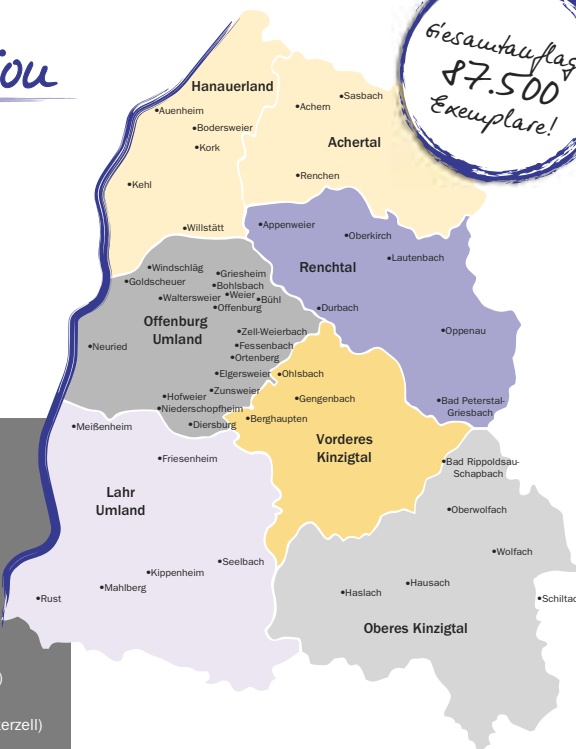 Gesamtauflage
87.500
Exemplare!
Hanauerland
•Sasbach
•Achern
•Auenheim
•Bodersweier
Achertal
•Kork
•Renchen
•Kehl
•Appenweier
•Willstätt
•Oberkirch
•Lautenbach
Renchtal
•Windschläg
•Griesheim
•Goldscheuer
•Bohlsbach
•Weier
•Waltersweier
•Bühl
•Offenburg
•Durbach
Offenburg
Umland
•Zell-Weierbach
•Oppenau
•Neuried
•Fessenbach
•Ortenberg
•Elgersweier
•Ohlsbach
•Zunsweier
•Hofweier
•Gengenbach
•Bad Peterstal-
Griesbach
•Niederschopfheim
•Berghaupten
•Diersburg
•Meißenheim
Vorderes
Kinzigtal
•Friesenheim
•Bad Rippoldsau-
Schapbach
Lahr
Umland
•Oberwolfach
•Wolfach
•Seelbach
•Kippenheim
•Hausach
•Mahlberg
•Haslach
•Rust
•Schiltac
Oberes Kinzigtal
)
erzell)